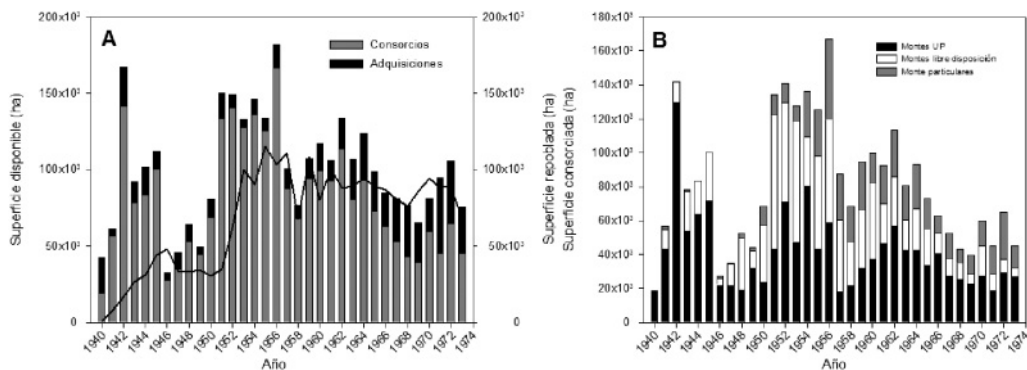 A
Consorcios
Adquisiciones
200x10³
150x10³
100x10³
50x10³
0
Superficie disponible (ha)
200x10³
150x10³
100x10³
50x10³
0
Superficie repoblada (ha)
1940 1942 1944 1946 1948 1950 1952 1954 1956 1958 1960 1962 1964 1966 1968 1970 1972 1974
Año
B
Montes UP
Montes libre disposición
Monte particulares
180x10³
160x10³
140x10³
120x10³
100x10³
80x10³
60x10³
40x10³
20x10³
0
Superficie consorciada (ha)
1940 1942 1944 1946 1948 1950 1952 1954 1956 1958 1960 1962 1964 1966 1968 1970 1972 1974
Año